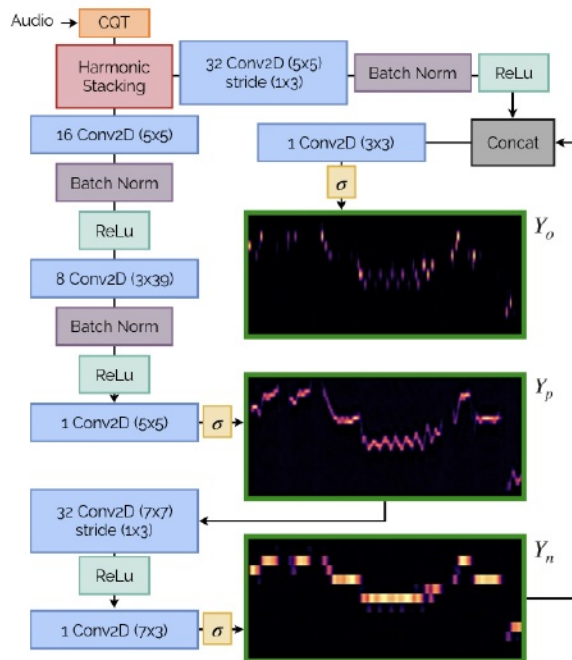 Audio
CQT
Harmonic
Stacking
32 Conv2D (5x5)
stride (1x3)
Batch Norm
ReLu
16 Conv2D (5x5)
1 Conv2D (3x3)
Concat
Batch Norm
σ
ReLu
Yo
8 Conv2D (3x39)
Batch Norm
ReLu
1 Conv2D (5x5)
σ
Yp
32 Conv2D (7x7)
stride (1x3)
ReLu
1 Conv2D (7x3)
σ
Yn